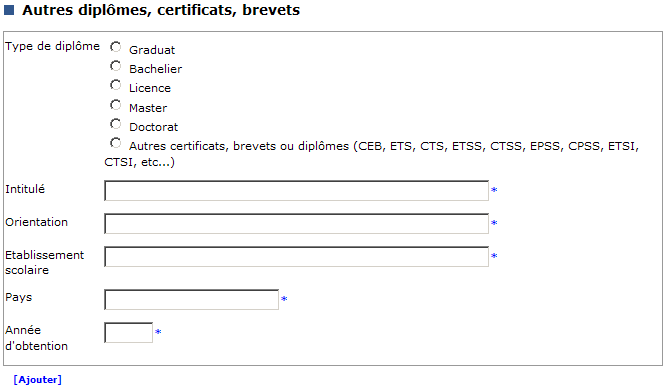 Autres diplômes, certificats, brevets
Type de diplôme
Graduat
Bachelier
Licence
Master
Doctorat
Autres certificats, brevets ou diplômes (CEB, ETS, CTS, ETSS, CTSS, EPSS, CPSS, ETSI,
CTSI, etc...)
Intitulé *
Orientation *
Etablissement
scolaire *
Pays *
Année
d'obtention *
[Ajouter]